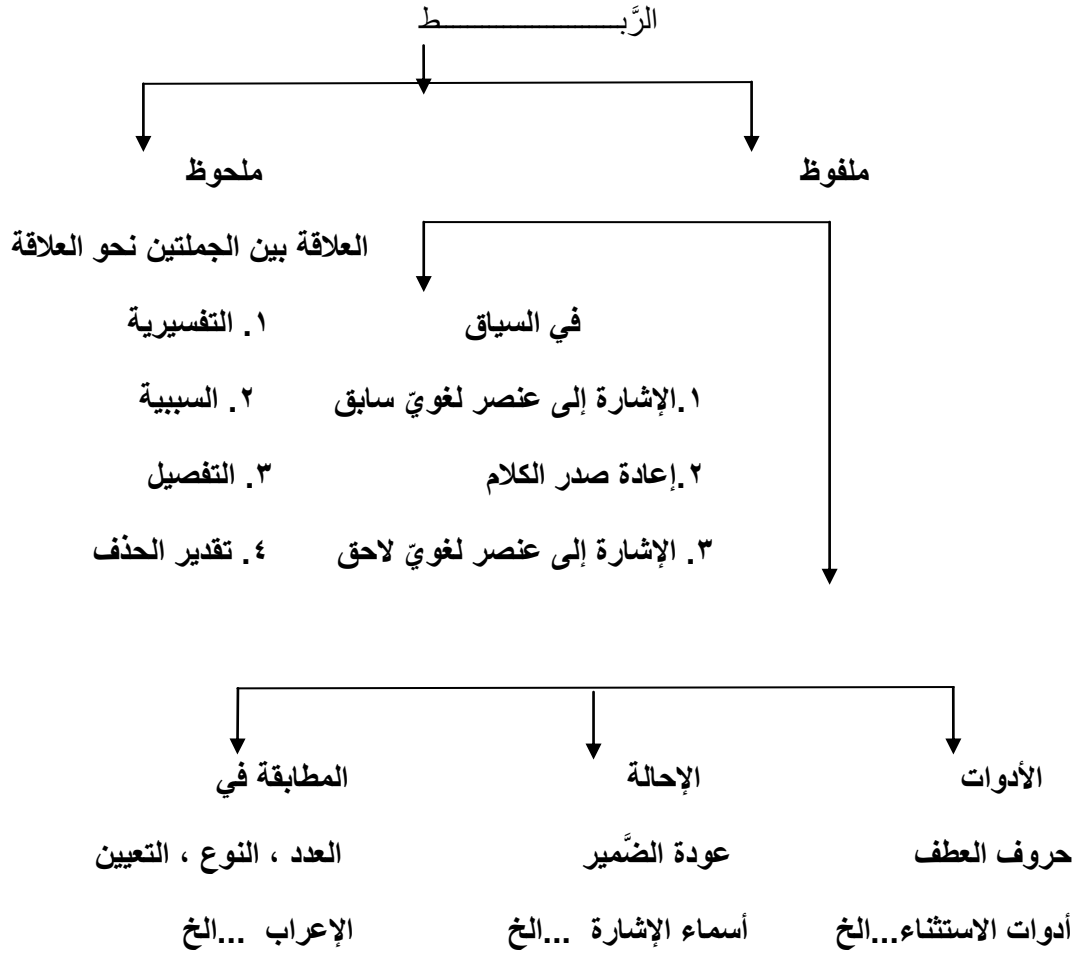 الرَّبــــــــــــــــــط
ملفوظ
ملحوظ
العلاقة بين الجملتين نحو العلاقة
في السياق
١. التفسيرية
١.الإشارة إلى عنصر لغويّ سابق
٢. السببية
٢.إعادة صدر الكلام
٣. التفصيل
٣. الإشارة إلى عنصر لغويّ لاحق
٤. تقدير الحذف
الأدوات
الإحالة
المطابقة في
حروف العطف
عودة الضَّمير
العدد ، النوع ، التعيين
أدوات الاستثناء...الخ
أسماء الإشارة ...الخ
الإعراب ...الخ